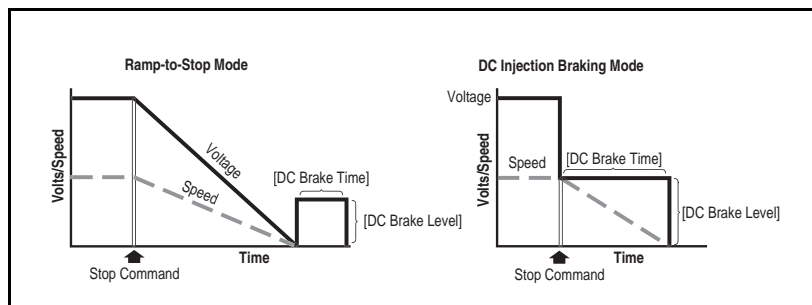 Ramp-to-Stop Mode
Volts/Speed
Voltage
Speed
[DC Brake Time]
[DC Brake Level]
Stop Command
Time
DC Injection Braking Mode
Voltage
Volts/Speed
Speed
[DC Brake Time]
[DC Brake Level]
Stop Command
Time